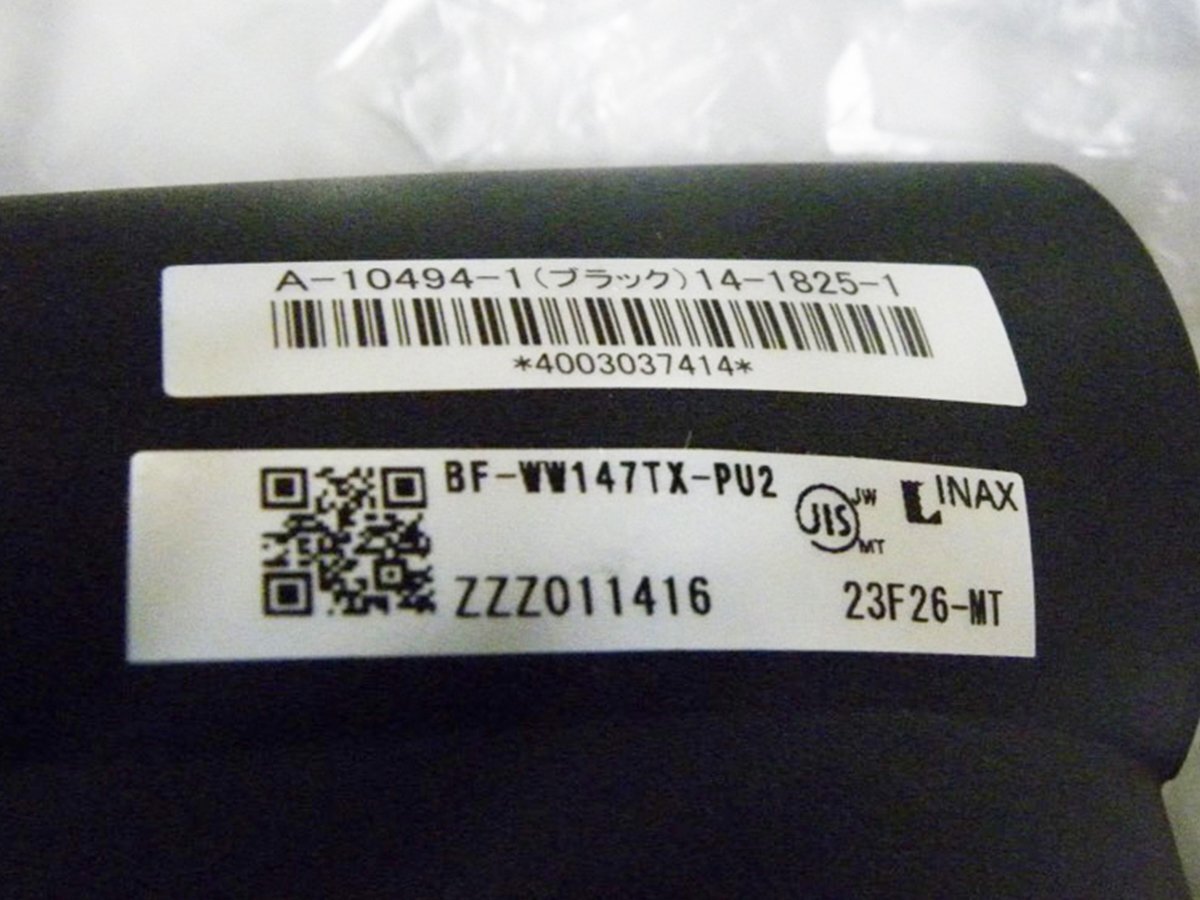 A-10494-1(ブラック)14-1825-1
*4003037414*
BF-WW147TX-PU2
JIS JW MT
INAX
ZZZ011416
23F26-MT